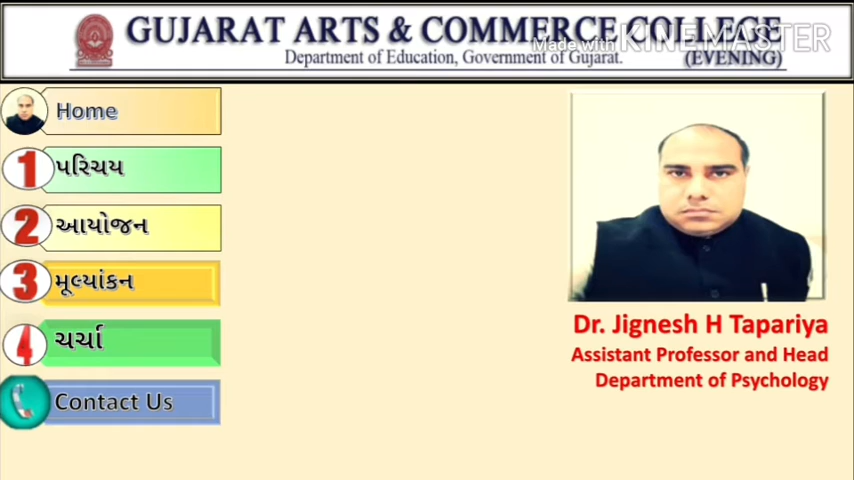 GUJARAT ARTS & COMMERCE COLLEGE
Department of Education, Government of Gujarat.
(EVENING)
Made with KINEMASTER
Home
1 પરિચય
2 આયોજન
3 મૂલ્યાંકન
4 ચર્ચા
Contact Us
Dr. Jignesh H Tapariya
Assistant Professor and Head
Department of Psychology